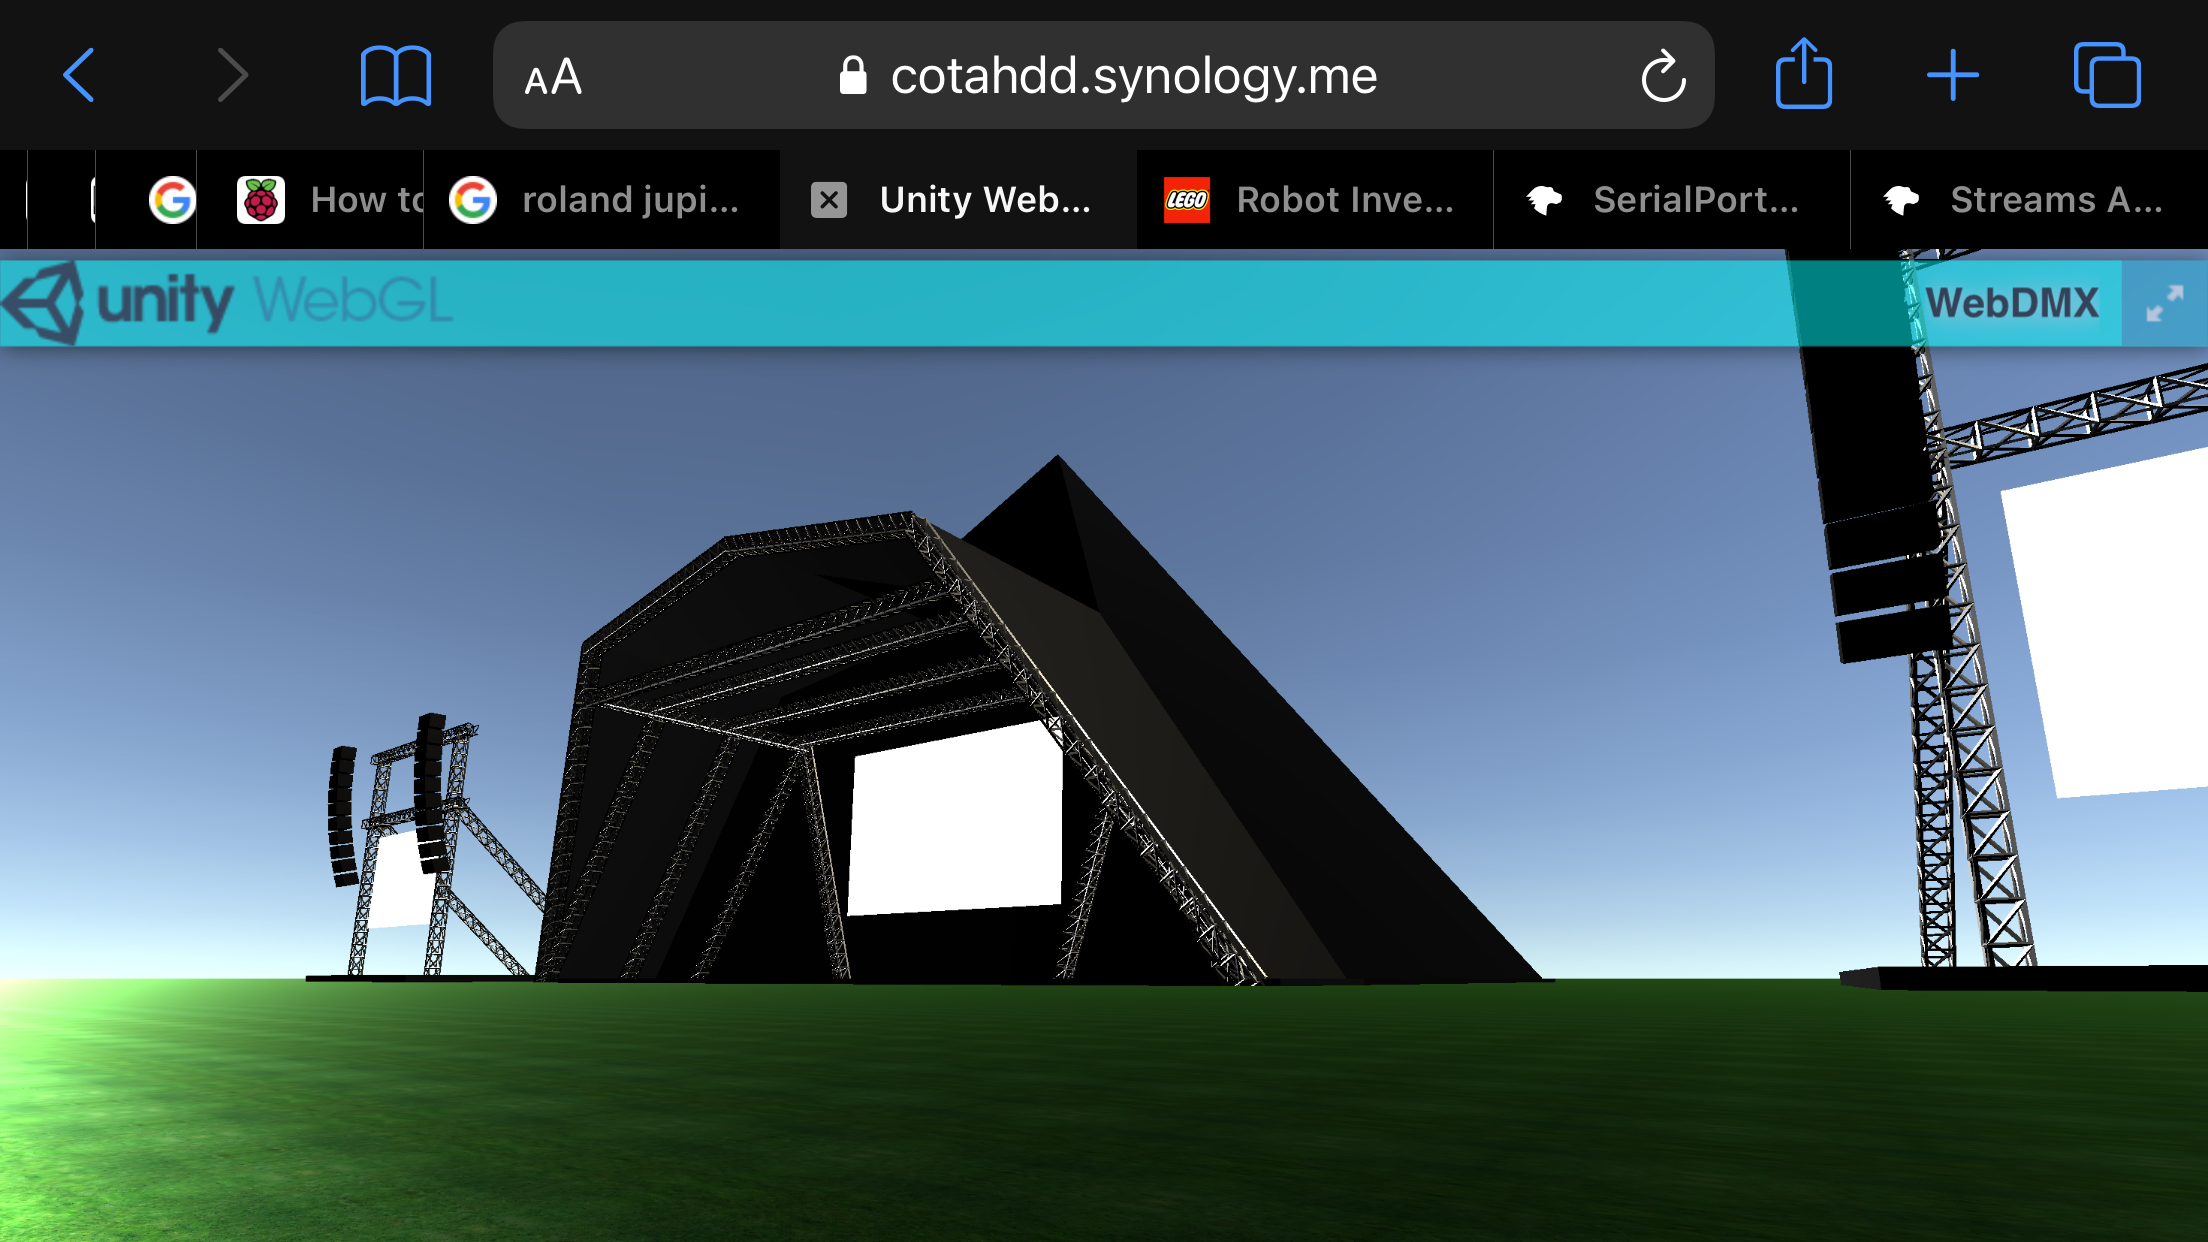 AA cotahdd.synology.me
How to roland jupi... Unity Web... LEGO Robot Inve... SerialPort... Streams A...
unity WebGL WebDMX